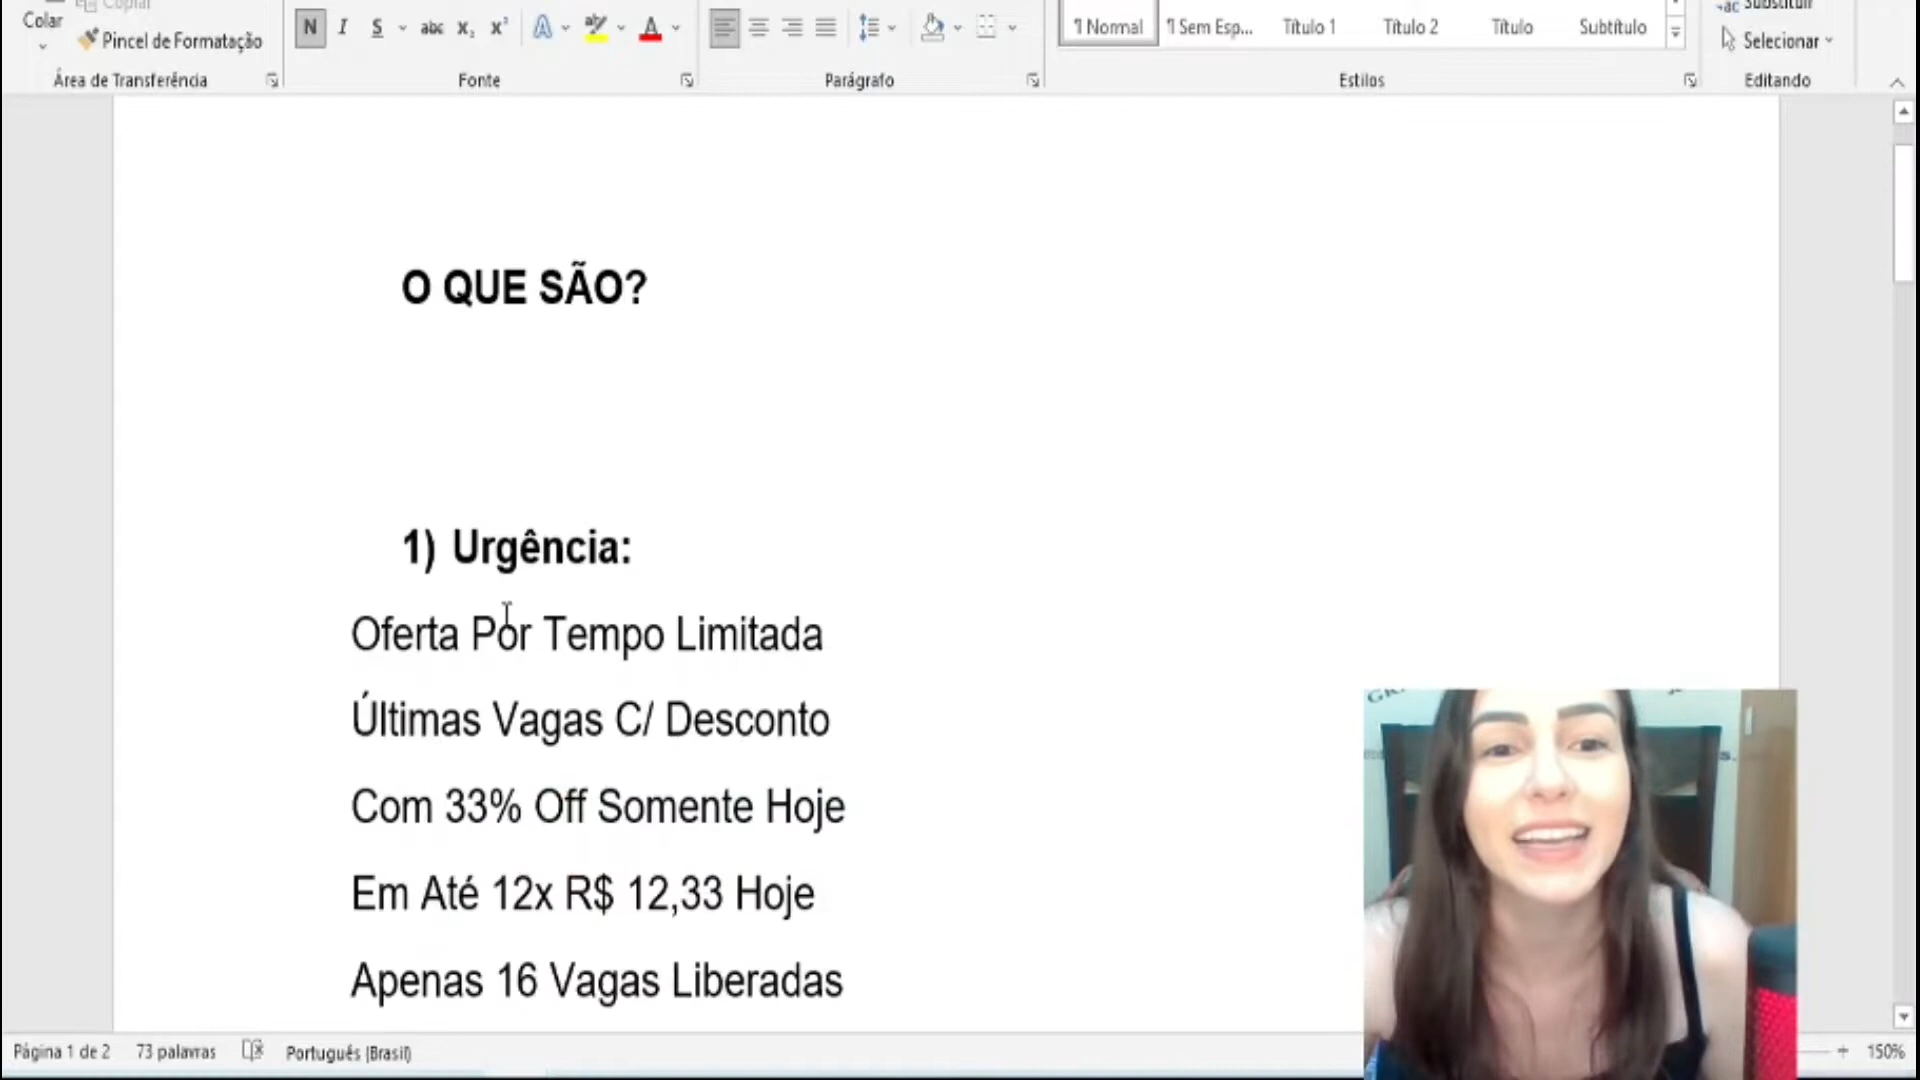 Colar
Copiar
Pincel de Formatação
N I S abc x₂ x² A A
¶ Normal ¶ Sem Esp... Título 1 Título 2 Título Subtítulo
Substituir
Selecionar
Área de Transferência Fonte Parágrafo Estilos Editando
O QUE SÃO?
1) Urgência:
Oferta Por Tempo Limitada
Últimas Vagas C/ Desconto
Com 33% Off Somente Hoje
Em Até 12x R$ 12,33 Hoje
Apenas 16 Vagas Liberadas
Página 1 de 2 73 palavras Português (Brasil) 150%